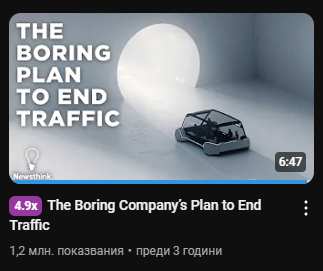 THE
BORING
PLAN
TO END
TRAFFIC
Newsthink
6:47
4.9x The Boring Company’s Plan to End
Traffic
1,2 млн. показвания • преди 3 години